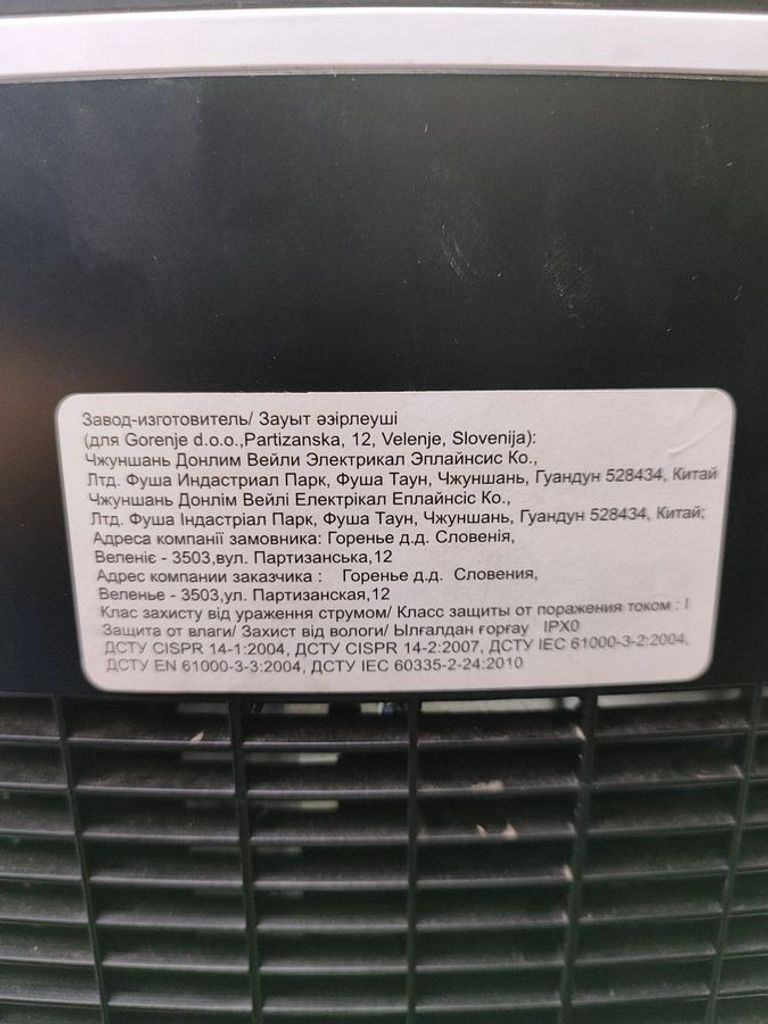 Завод-изготовитель/ Зауыт әзірлеуші
(для Gorenje d.o.o.,Partizanska, 12, Velenje, Slovenija):
Чжуншань Донлим Вейли Электрикал Эплайнсис Ко.,
Лтд. Фуша Индастриал Парк, Фуша Таун, Чжуншань, Гуандун 528434, Китай
Чжуншань Донлім Вейлі Електрікал Еплайнсіс Ко.,
Лтд. Фуша Індастріал Парк, Фуша Таун, Чжуншань, Гуандун 528434, Китай;
Адреса компанії замовника: Горенье д.д. Словенія,
Веленіє - 3503,вул. Партизанська,12
Адрес компании заказчика : Горенье д.д. Словения,
Веленье - 3503,ул. Партизанская,12
Клас захисту від ураження струмом/ Класс защиты от поражения током : I
Защита от влаги/ Захист від вологи/ Ылғалдан ғорғау IPX0
ДСТУ CISPR 14-1:2004, ДСТУ CISPR 14-2:2007, ДСТУ IEC 61000-3-2:2004,
ДСТУ EN 61000-3-3:2004, ДСТУ IEC 60335-2-24:2010